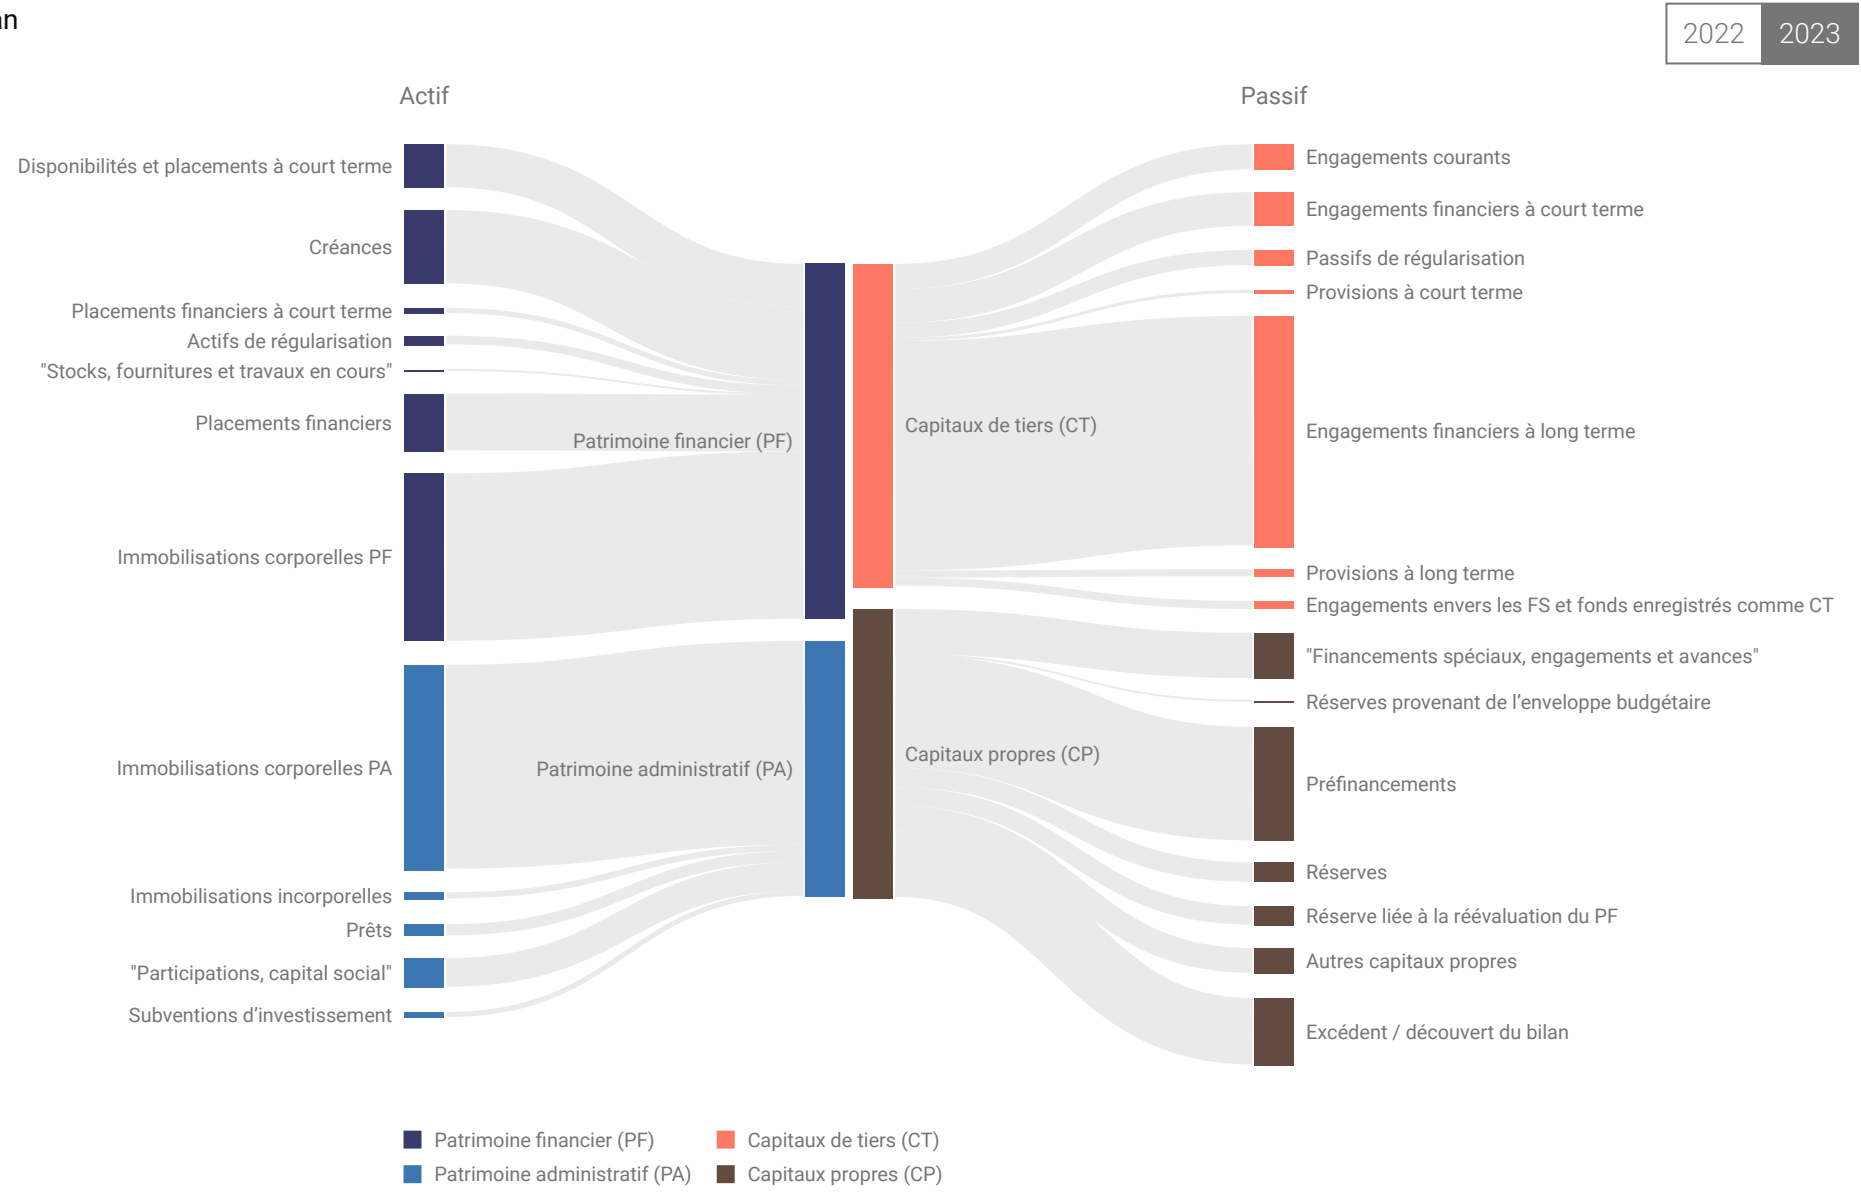 2022 2023
Actif
Passif
Disponibilités et placements à court terme
Créances
Placements financiers à court terme
Actifs de régularisation
"Stocks, fournitures et travaux en cours"
Placements financiers
Immobilisations corporelles PF
Immobilisations corporelles PA
Immobilisations incorporelles
Prêts
"Participations, capital social"
Subventions d’investissement
Patrimoine financier (PF)
Patrimoine administratif (PA)
Capitaux de tiers (CT)
Capitaux propres (CP)
Engagements courants
Engagements financiers à court terme
Passifs de régularisation
Provisions à court terme
Engagements financiers à long terme
Provisions à long terme
Engagements envers les FS et fonds enregistrés comme CT
"Financements spéciaux, engagements et avances"
Réserves provenant de l’enveloppe budgétaire
Préfinancements
Réserves
Réserve liée à la réévaluation du PF
Autres capitaux propres
Excédent / découvert du bilan
Patrimoine financier (PF)
Capitaux de tiers (CT)
Patrimoine administratif (PA)
Capitaux propres (CP)